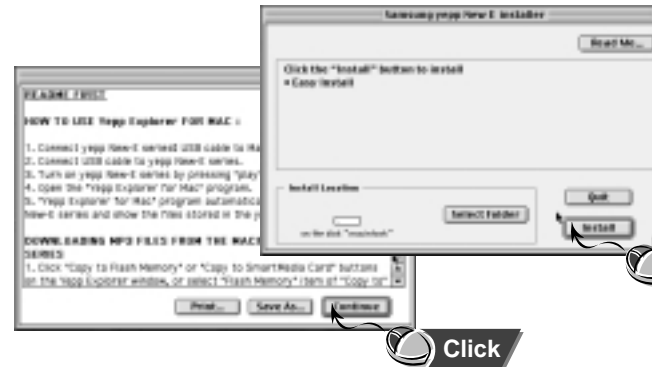 Samsung yepp New E installer
Read Me...
Click the "Install" button to install
• Easy Install
Install Location
on the disk "macintosh"
Select Folder
Quit
Install
README FIRST
HOW TO USE Yepp Explorer FOR MAC :
1. Connect yepp New-E series USB cable to Ma
2. Connect USB cable to yepp New-E series.
3. Turn on yepp New-E series by pressing "play"
4. Open the "Yepp Explorer for Mac" program.
5. "Yepp Explorer for Mac" program automatica
New-E series and show the files stored in the y
DOWNLOADING MP3 FILES FROM THE MACI
SERIES
1. Click "Copy to Flash Memory" or "Copy to SmartMedia Card" buttons
on the Yepp Explorer window, or select "Flash Memory" item of "Copy to"
Print...
Save As...
Continue
Click